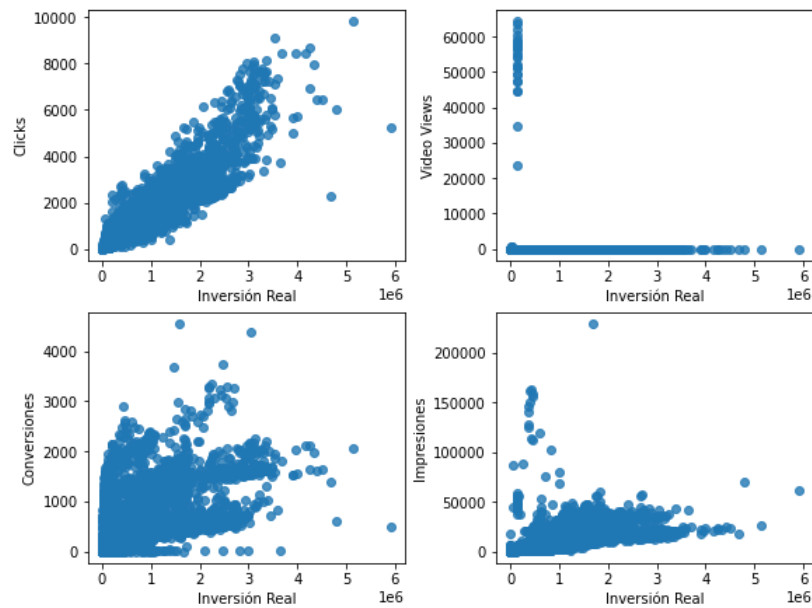 10000
8000
6000
4000
2000
0
Clicks
0 1 2 3 4 5 6
1e6
Inversión Real
60000
50000
40000
30000
20000
10000
0
Video Views
0 1 2 3 4 5 6
1e6
Inversión Real
4000
3000
2000
1000
0
Conversiones
0 1 2 3 4 5 6
1e6
Inversión Real
200000
150000
100000
50000
0
Impresiones
0 1 2 3 4 5 6
1e6
Inversión Real